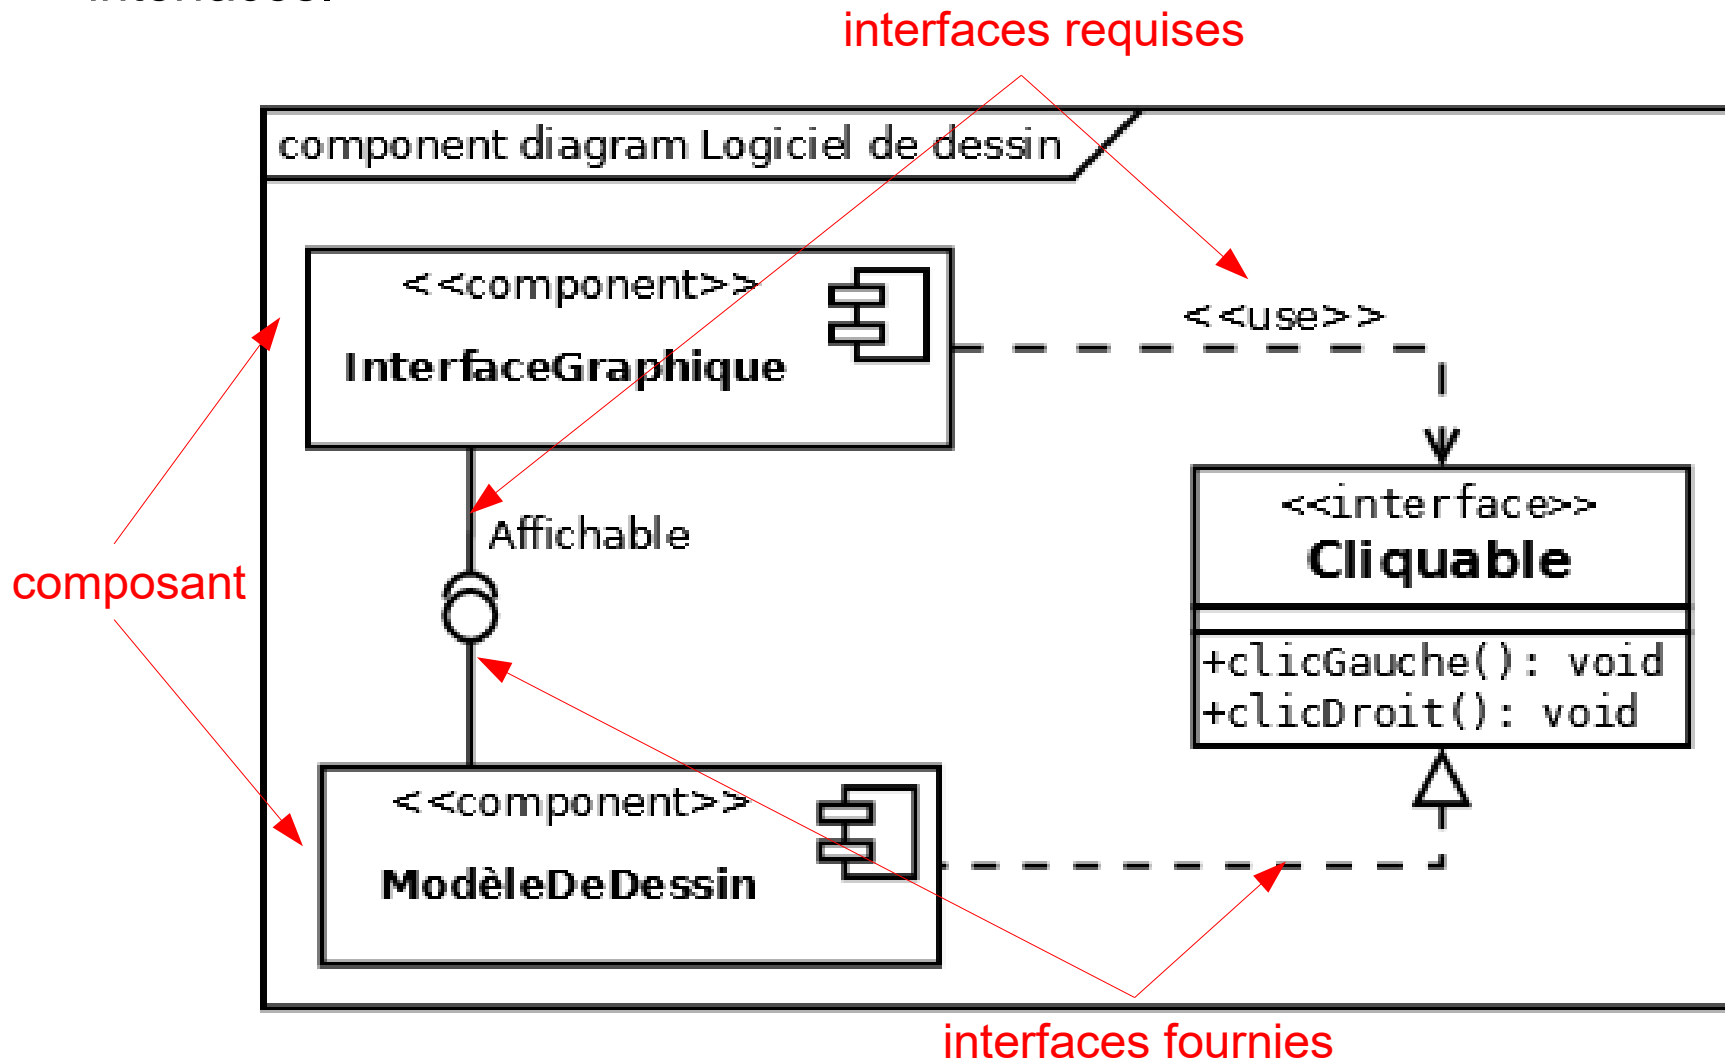 interfaces.
interfaces requises
component diagram Logiciel de dessin
<<component>>
InterfaceGraphique
<<use>>
Affichable
<<interface>>
Cliquable
composant
+clicGauche(): void
+clicDroit(): void
<<component>>
ModèleDeDessin
interfaces fournies